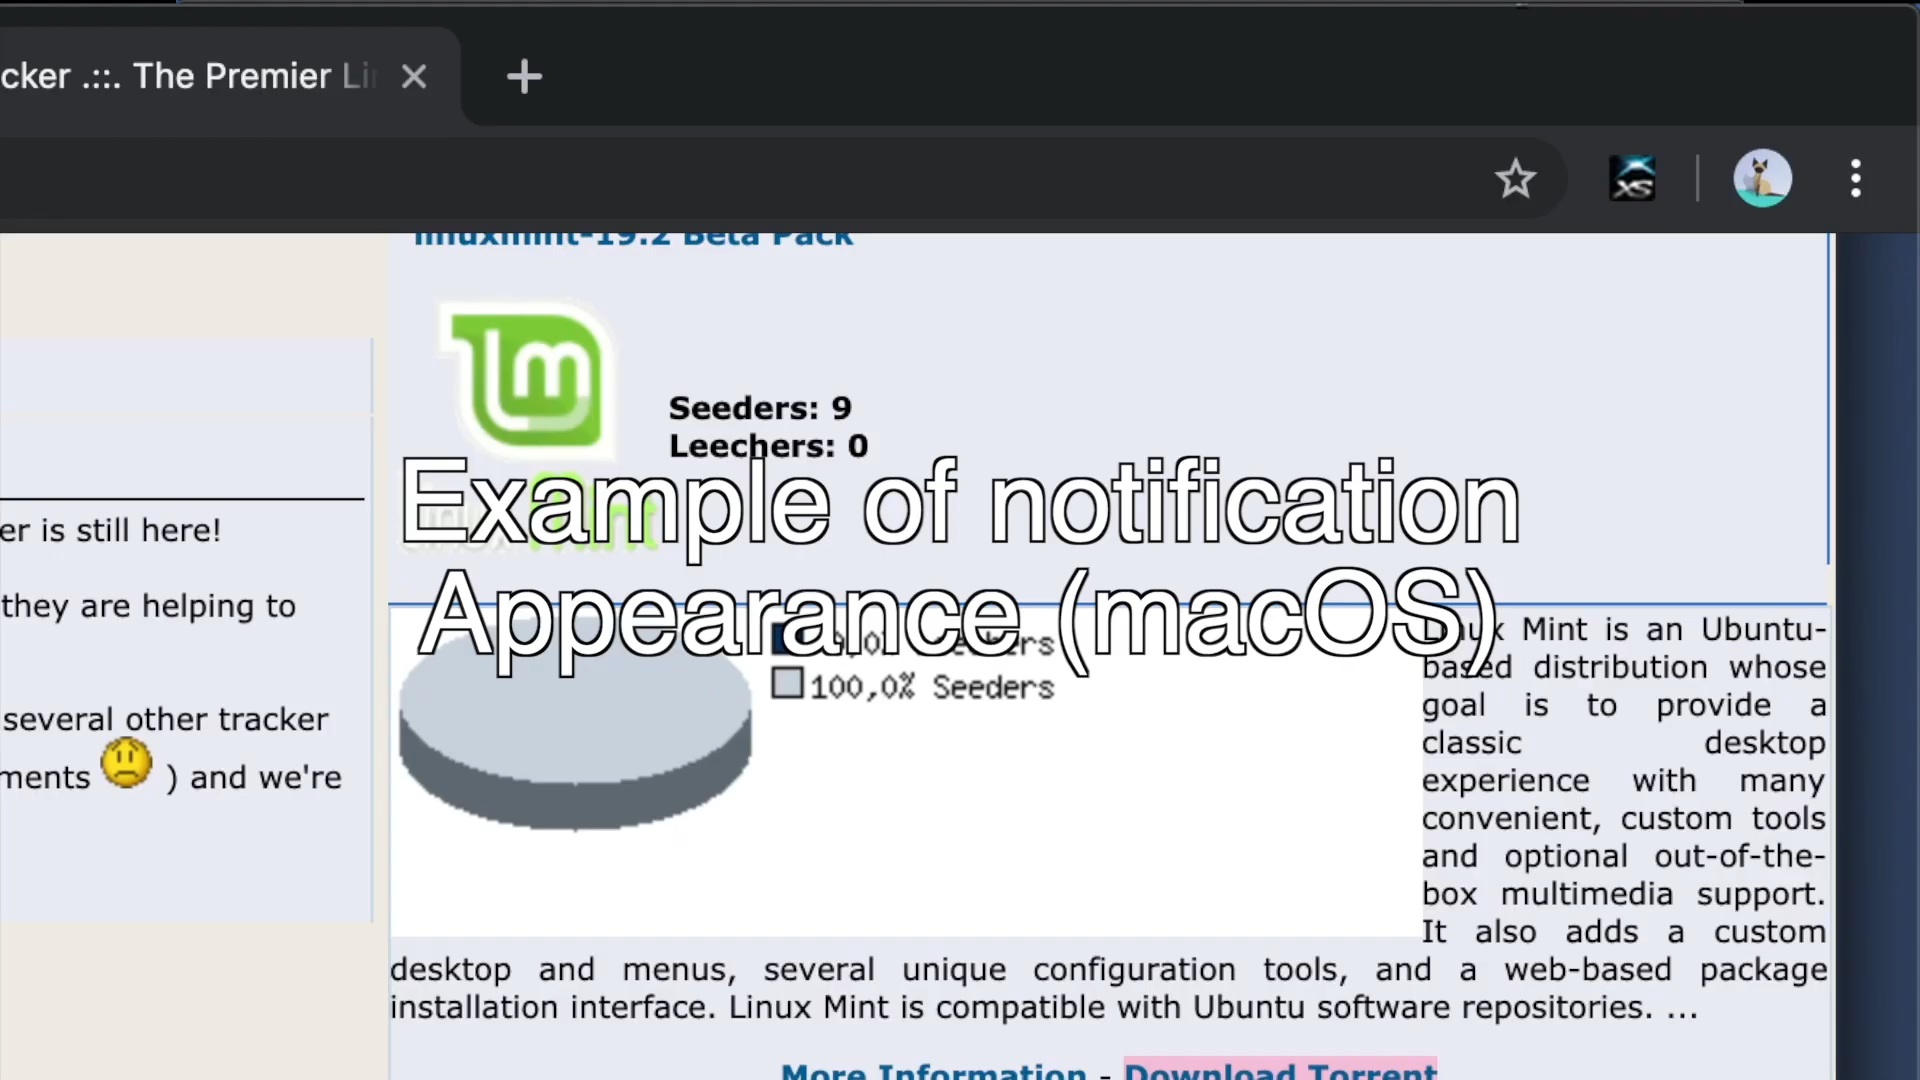 cker .::. The Premier Li
XS
linuxmint-19.2 Beta Pack
Seeders: 9
Leechers: 0
Example of notification
Appearance (macOS)
er is still here!
they are helping to
several other tracker
ments ) and we're
100,0% Seeders
Linux Mint is an Ubuntu-
based distribution whose
goal is to provide a
classic desktop
experience with many
convenient, custom tools
and optional out-of-the-
box multimedia support.
It also adds a custom
desktop and menus, several unique configuration tools, and a web-based package
installation interface. Linux Mint is compatible with Ubuntu software repositories. ...
More Information - Download Torrent